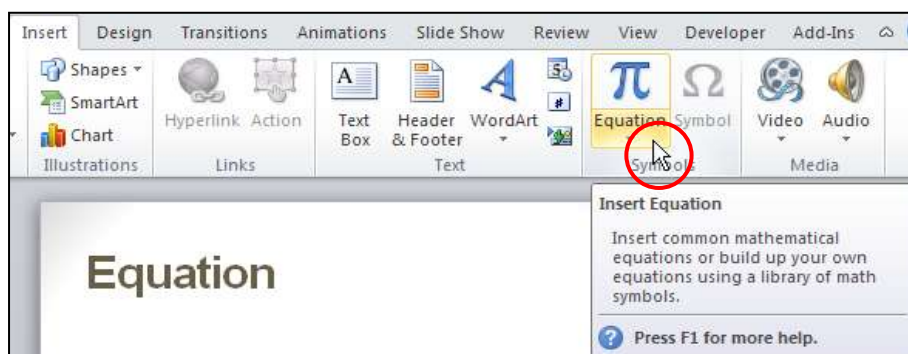 Insert Design Transitions Animations Slide Show Review View Developer Add-Ins
Shapes
SmartArt
Chart
Illustrations
Hyperlink Action
Links
A
Text Box
Header & Footer
WordArt
A
5
#
Text
π
Equation
Ω
Symbol
Symbols
Video Audio
Media
Equation
Insert Equation
Insert common mathematical
equations or build up your own
equations using a library of math
symbols.
? Press F1 for more help.